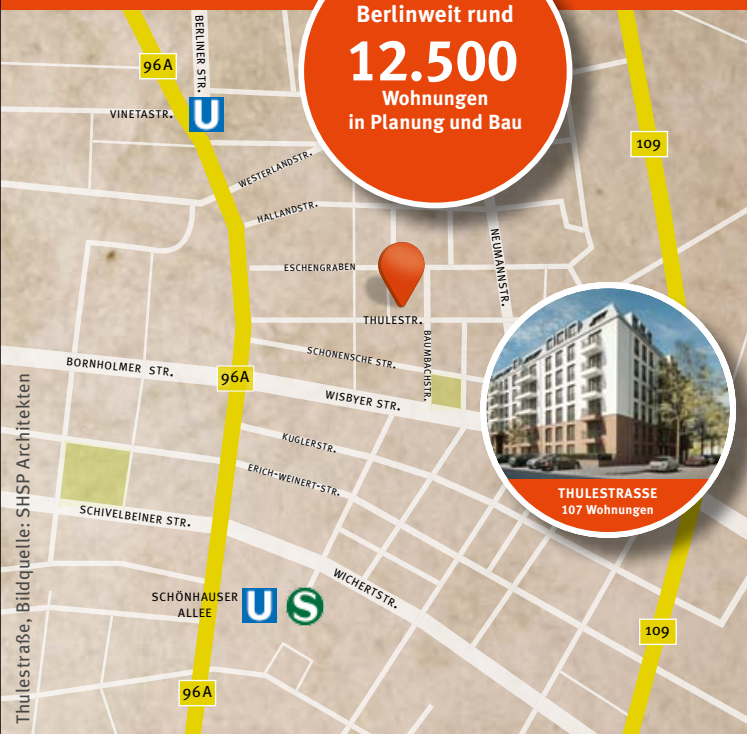 Berlinweit rund
12.500
Wohnungen
in Planung und Bau
BERLINER STR.
96A
VINETASTR.
U
109
WESTERLANDSTR.
HALLANDSTR.
NEUMANNSTR.
ESCHENGRABEN
THULESTR.
BAUMBACHSTR.
SCHONENSCHE STR.
BORNHOLMER STR.
96A
WISBYER STR.
KUGLERSTR.
ERICH-WEINERT-STR.
THULESTRASSE
107 Wohnungen
SCHIVELBEINER STR.
WICHERTSTR.
SCHÖNHAUSER
ALLEE
U
S
109
96A
Thulestraße, Bildquelle: SHSP Architekten